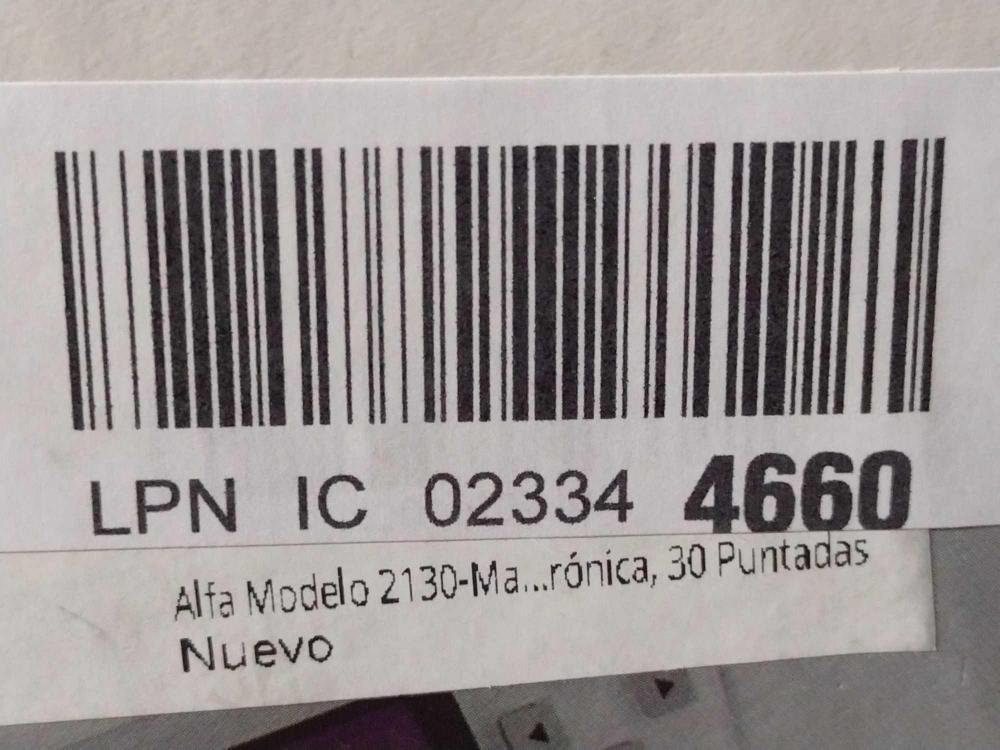 LPN IC 02334 4660
Alfa Modelo 2130-Ma...rónica, 30 Puntadas
Nuevo